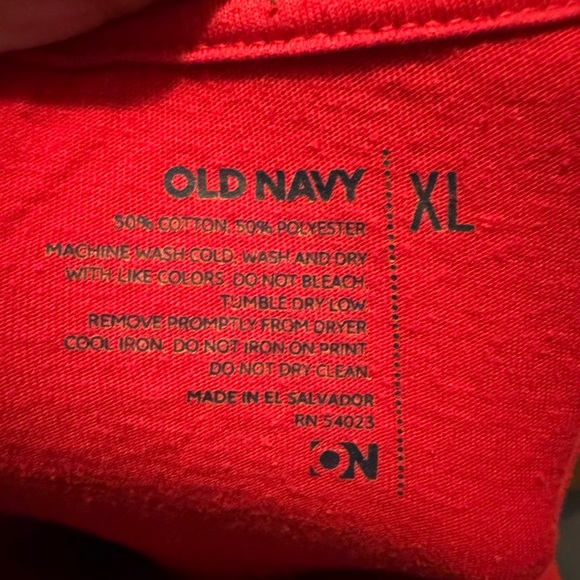 OLD NAVY
XL
50% COTTON, 50% POLYESTER
MACHINE WASH COLD, WASH AND DRY
WITH LIKE COLORS. DO NOT BLEACH.
TUMBLE DRY LOW.
REMOVE PROMPTLY FROM DRYER.
COOL IRON. DO NOT IRON ON PRINT.
DO NOT DRY CLEAN.
MADE IN EL SALVADOR
RN 54023
ON